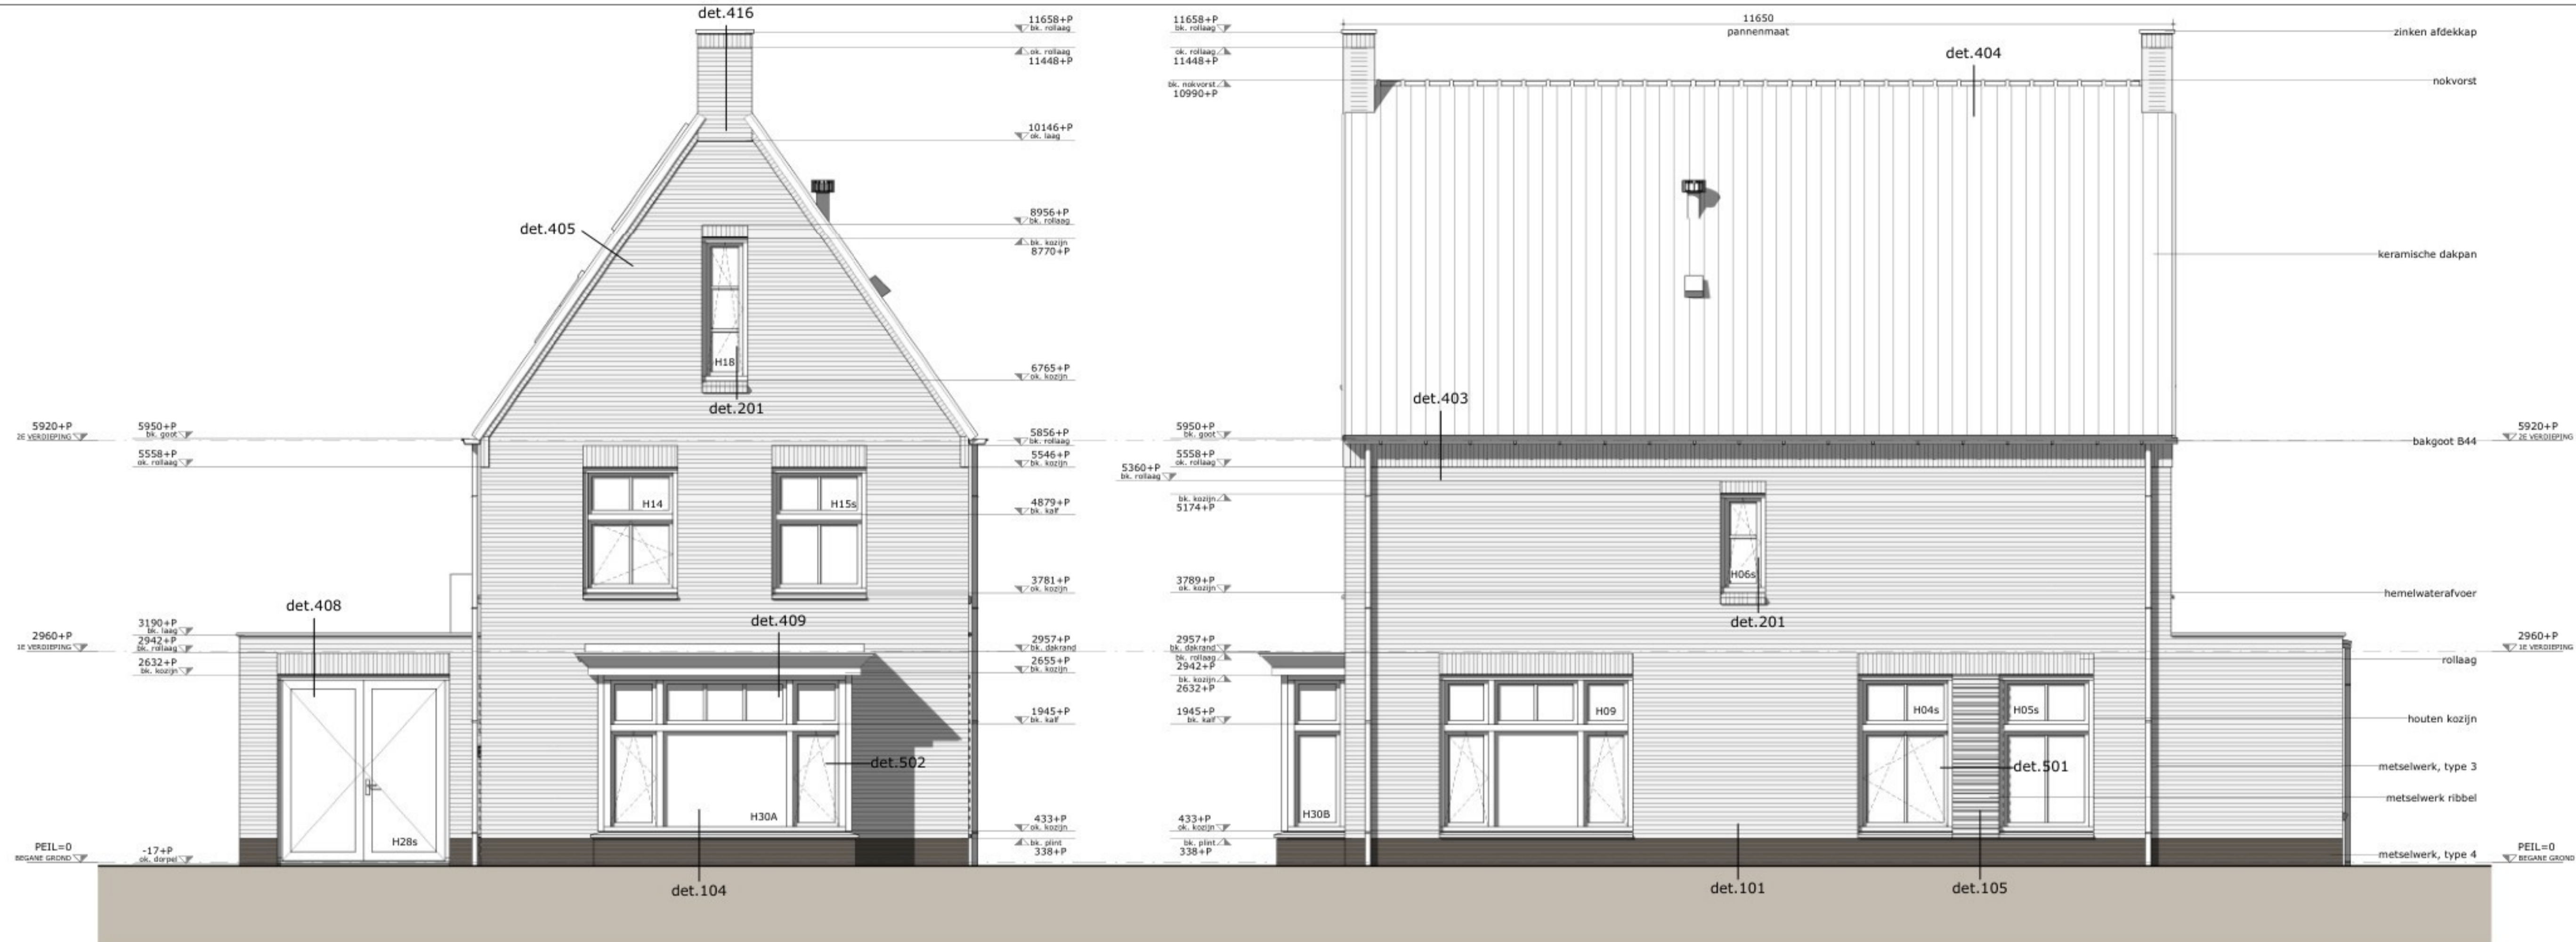 det.416
11658+P
bk. rollaag
ok. rollaag
11448+P
10146+P
ok. laag
8956+P
bk. rollaag
bk. kozijn
8770+P
det.405
H18
6765+P
ok. kozijn
det.201
5920+P
2E VERDIEPING
5950+P
bk. goot
5558+P
ok. rollaag
5856+P
bk. rollaag
5546+P
bk. kozijn
H14
H15s
4879+P
bk. kalf
3781+P
ok. kozijn
det.408
det.409
3190+P
bk. laag
2960+P
1E VERDIEPING
2942+P
bk. rollaag
2632+P
bk. kozijn
2957+P
bk. dakrand
2655+P
bk. kozijn
1945+P
bk. kalf
det.502
H30A
H28s
433+P
ok. kozijn
bk. plint
338+P
PEIL=0
BEGANE GROND
-17+P
ok. dorpel
det.104
11658+P
bk. rollaag
ok. rollaag
11448+P
bk. nokvorst
10990+P
11650
pannenmaat
det.404
zinken afdekkap
nokvorst
keramische dakpan
det.403
5950+P
bk. goot
5558+P
ok. rollaag
5360+P
bk. rollaag
bk. kozijn
5174+P
bakgoot B44
5920+P
2E VERDIEPING
H06s
3789+P
ok. kozijn
hemelwaterafvoer
det.201
2957+P
bk. dakrand
bk. rollaag
2942+P
bk. kozijn
2632+P
1945+P
bk. kalf
2960+P
1E VERDIEPING
rollaag
H09
H04s
H05s
houten kozijn
det.501
metselwerk, type 3
metselwerk ribbel
H30B
433+P
ok. kozijn
bk. plint
338+P
metselwerk, type 4
PEIL=0
BEGANE GROND
det.101
det.105